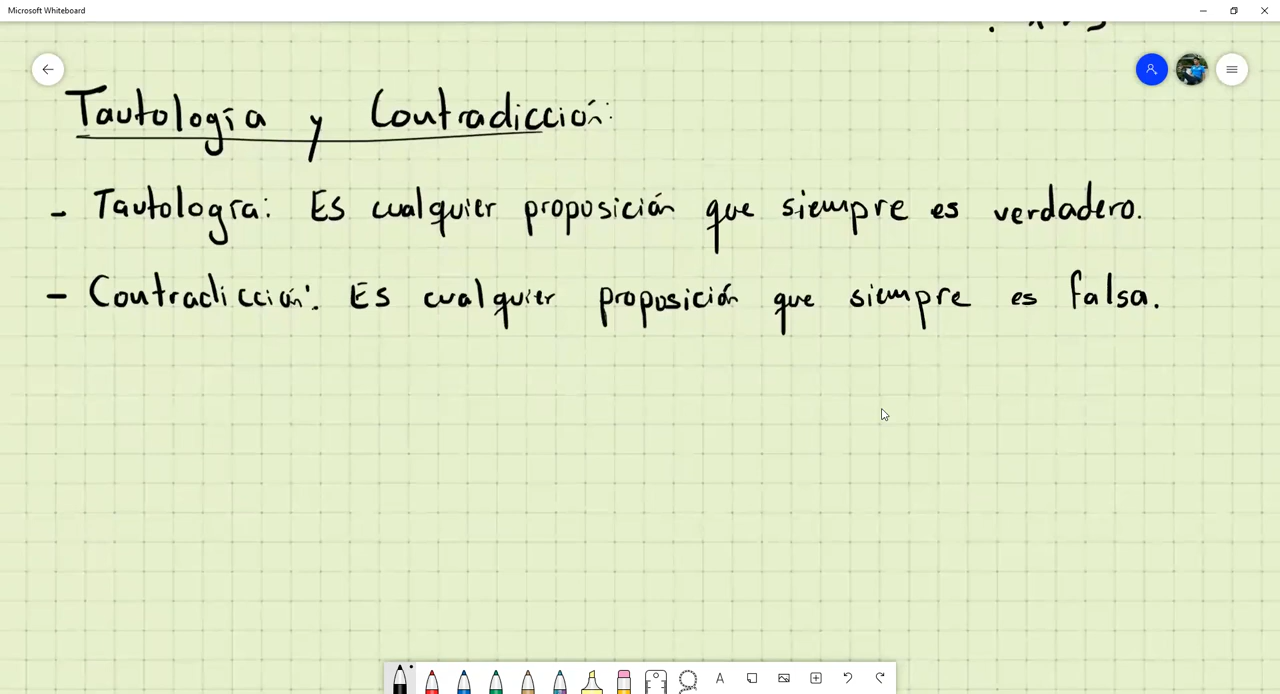 Microsoft Whiteboard
Tautología y Contradicción:
- Tautología: Es cualquier proposición que siempre es verdadero.
- Contradicción: Es cualquier proposición que siempre es falsa.